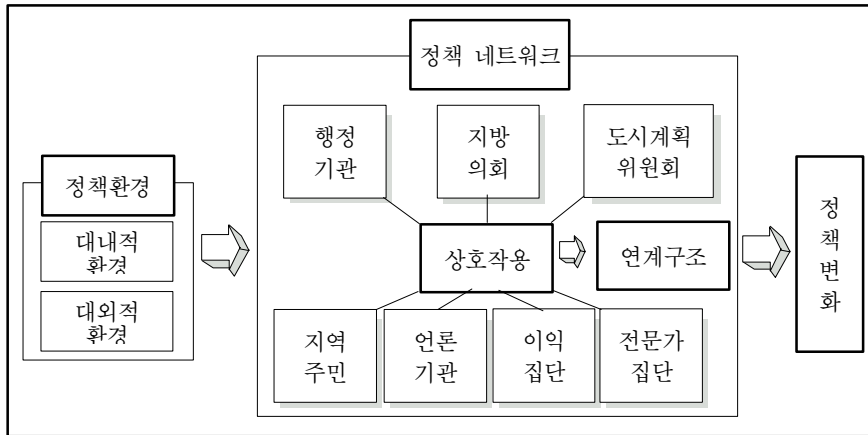 정책 네트워크
행정
기관
지방
의회
도시계획
위원회
정책환경
대내적
환경
대외적
환경
상호작용
연계구조
지역
주민
언론
기관
이익
집단
전문가
집단
정
책
변
화